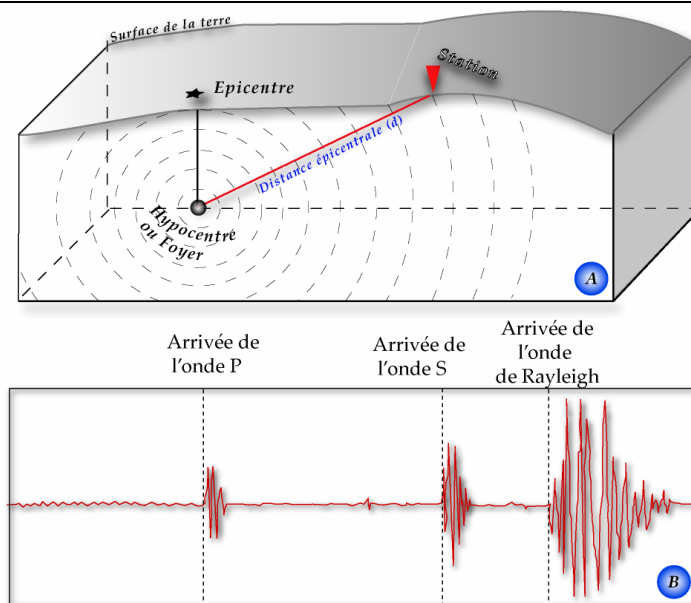 Surface de la terre
Station
Epicentre
Distance épicentrale (d)
Hypocentre
ou Foyer
A
Arrivée de
l'onde P
Arrivée de
l'onde S
Arrivée de
l'onde
de Rayleigh
B